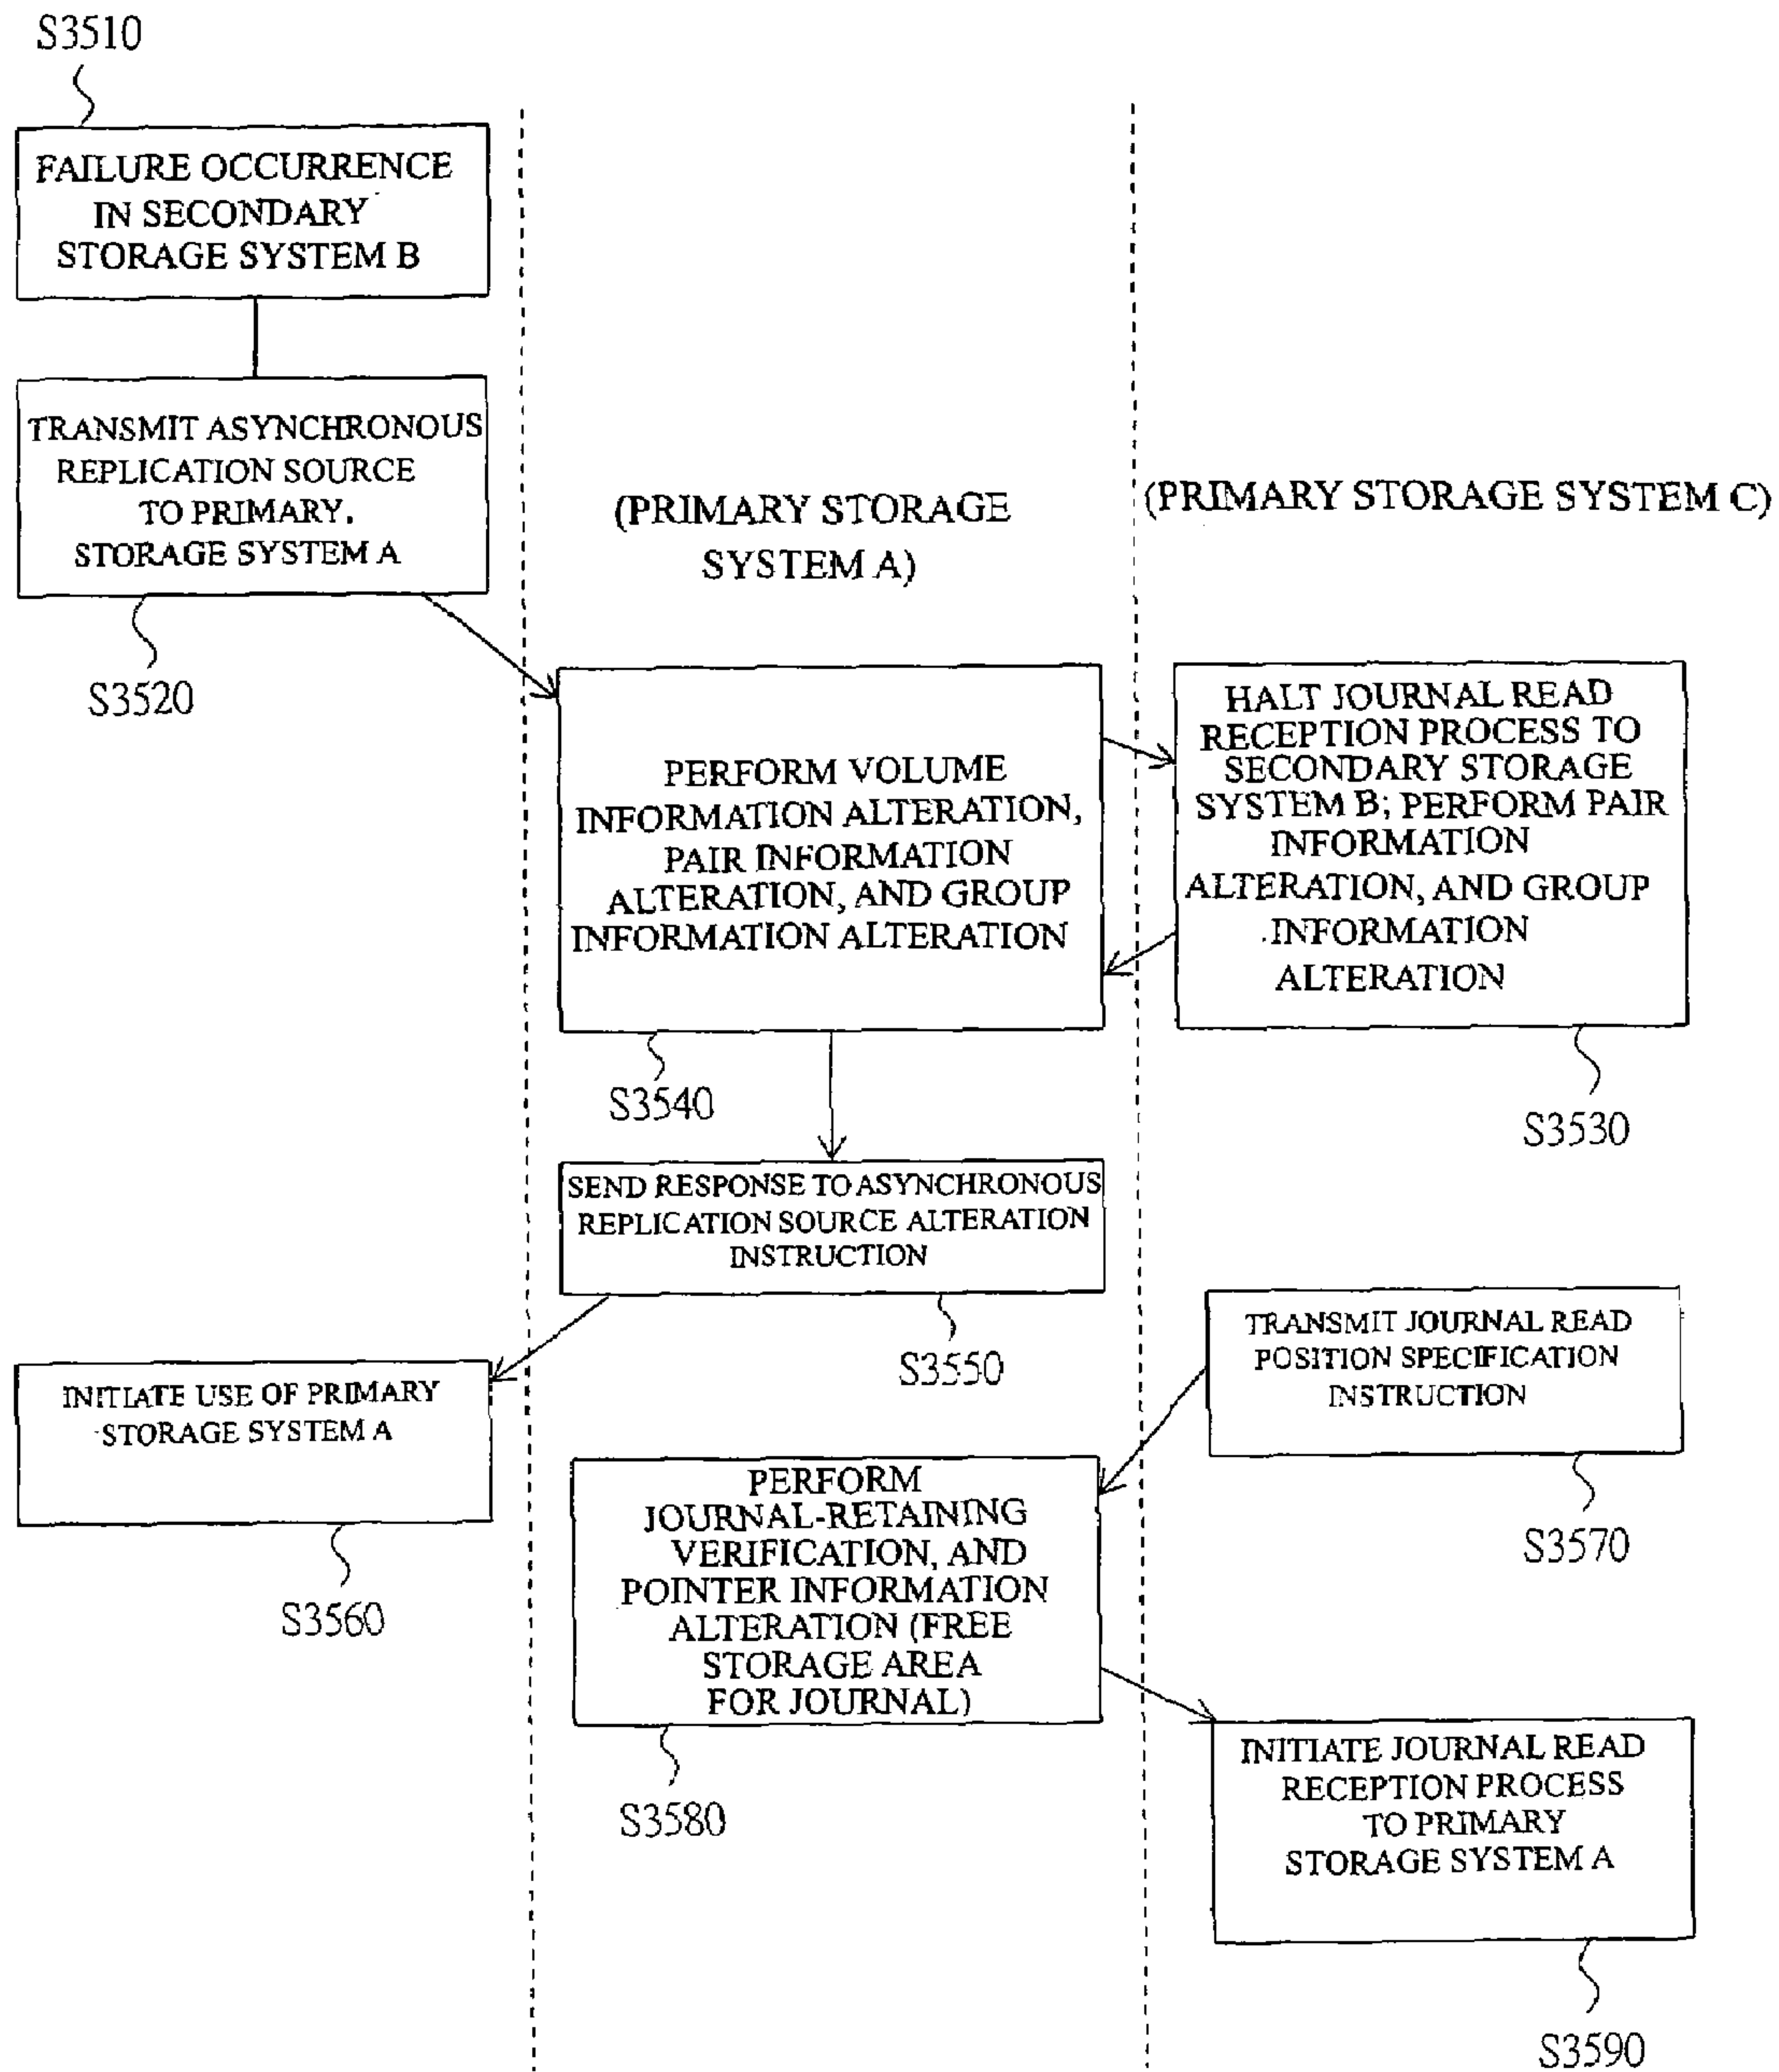 S3510
FAILURE OCCURRENCE
IN SECONDARY
STORAGE SYSTEM B
TRANSMIT ASYNCHRONOUS
REPLICATION SOURCE
TO PRIMARY.
STORAGE SYSTEM A
S3520
(PRIMARY STORAGE
SYSTEM A)
(PRIMARY STORAGE SYSTEM C)
PERFORM VOLUME
INFORMATION ALTERATION,
PAIR INFORMATION
ALTERATION, AND GROUP
INFORMATION ALTERATION
S3540
HALT JOURNAL READ
RECEPTION PROCESS TO
SECONDARY STORAGE
SYSTEM B; PERFORM PAIR
INFORMATION
ALTERATION, AND GROUP
INFORMATION
ALTERATION
S3530
SEND RESPONSE TO ASYNCHRONOUS
REPLICATION SOURCE ALTERATION
INSTRUCTION
S3550
INITIATE USE OF PRIMARY
STORAGE SYSTEM A
S3560
TRANSMIT JOURNAL READ
POSITION SPECIFICATION
INSTRUCTION
S3570
PERFORM
JOURNAL-RETAINING
VERIFICATION, AND
POINTER INFORMATION
ALTERATION (FREE
STORAGE AREA
FOR JOURNAL)
S3580
INITIATE JOURNAL READ
RECEPTION PROCESS
TO PRIMARY
STORAGE SYSTEM A
S3590